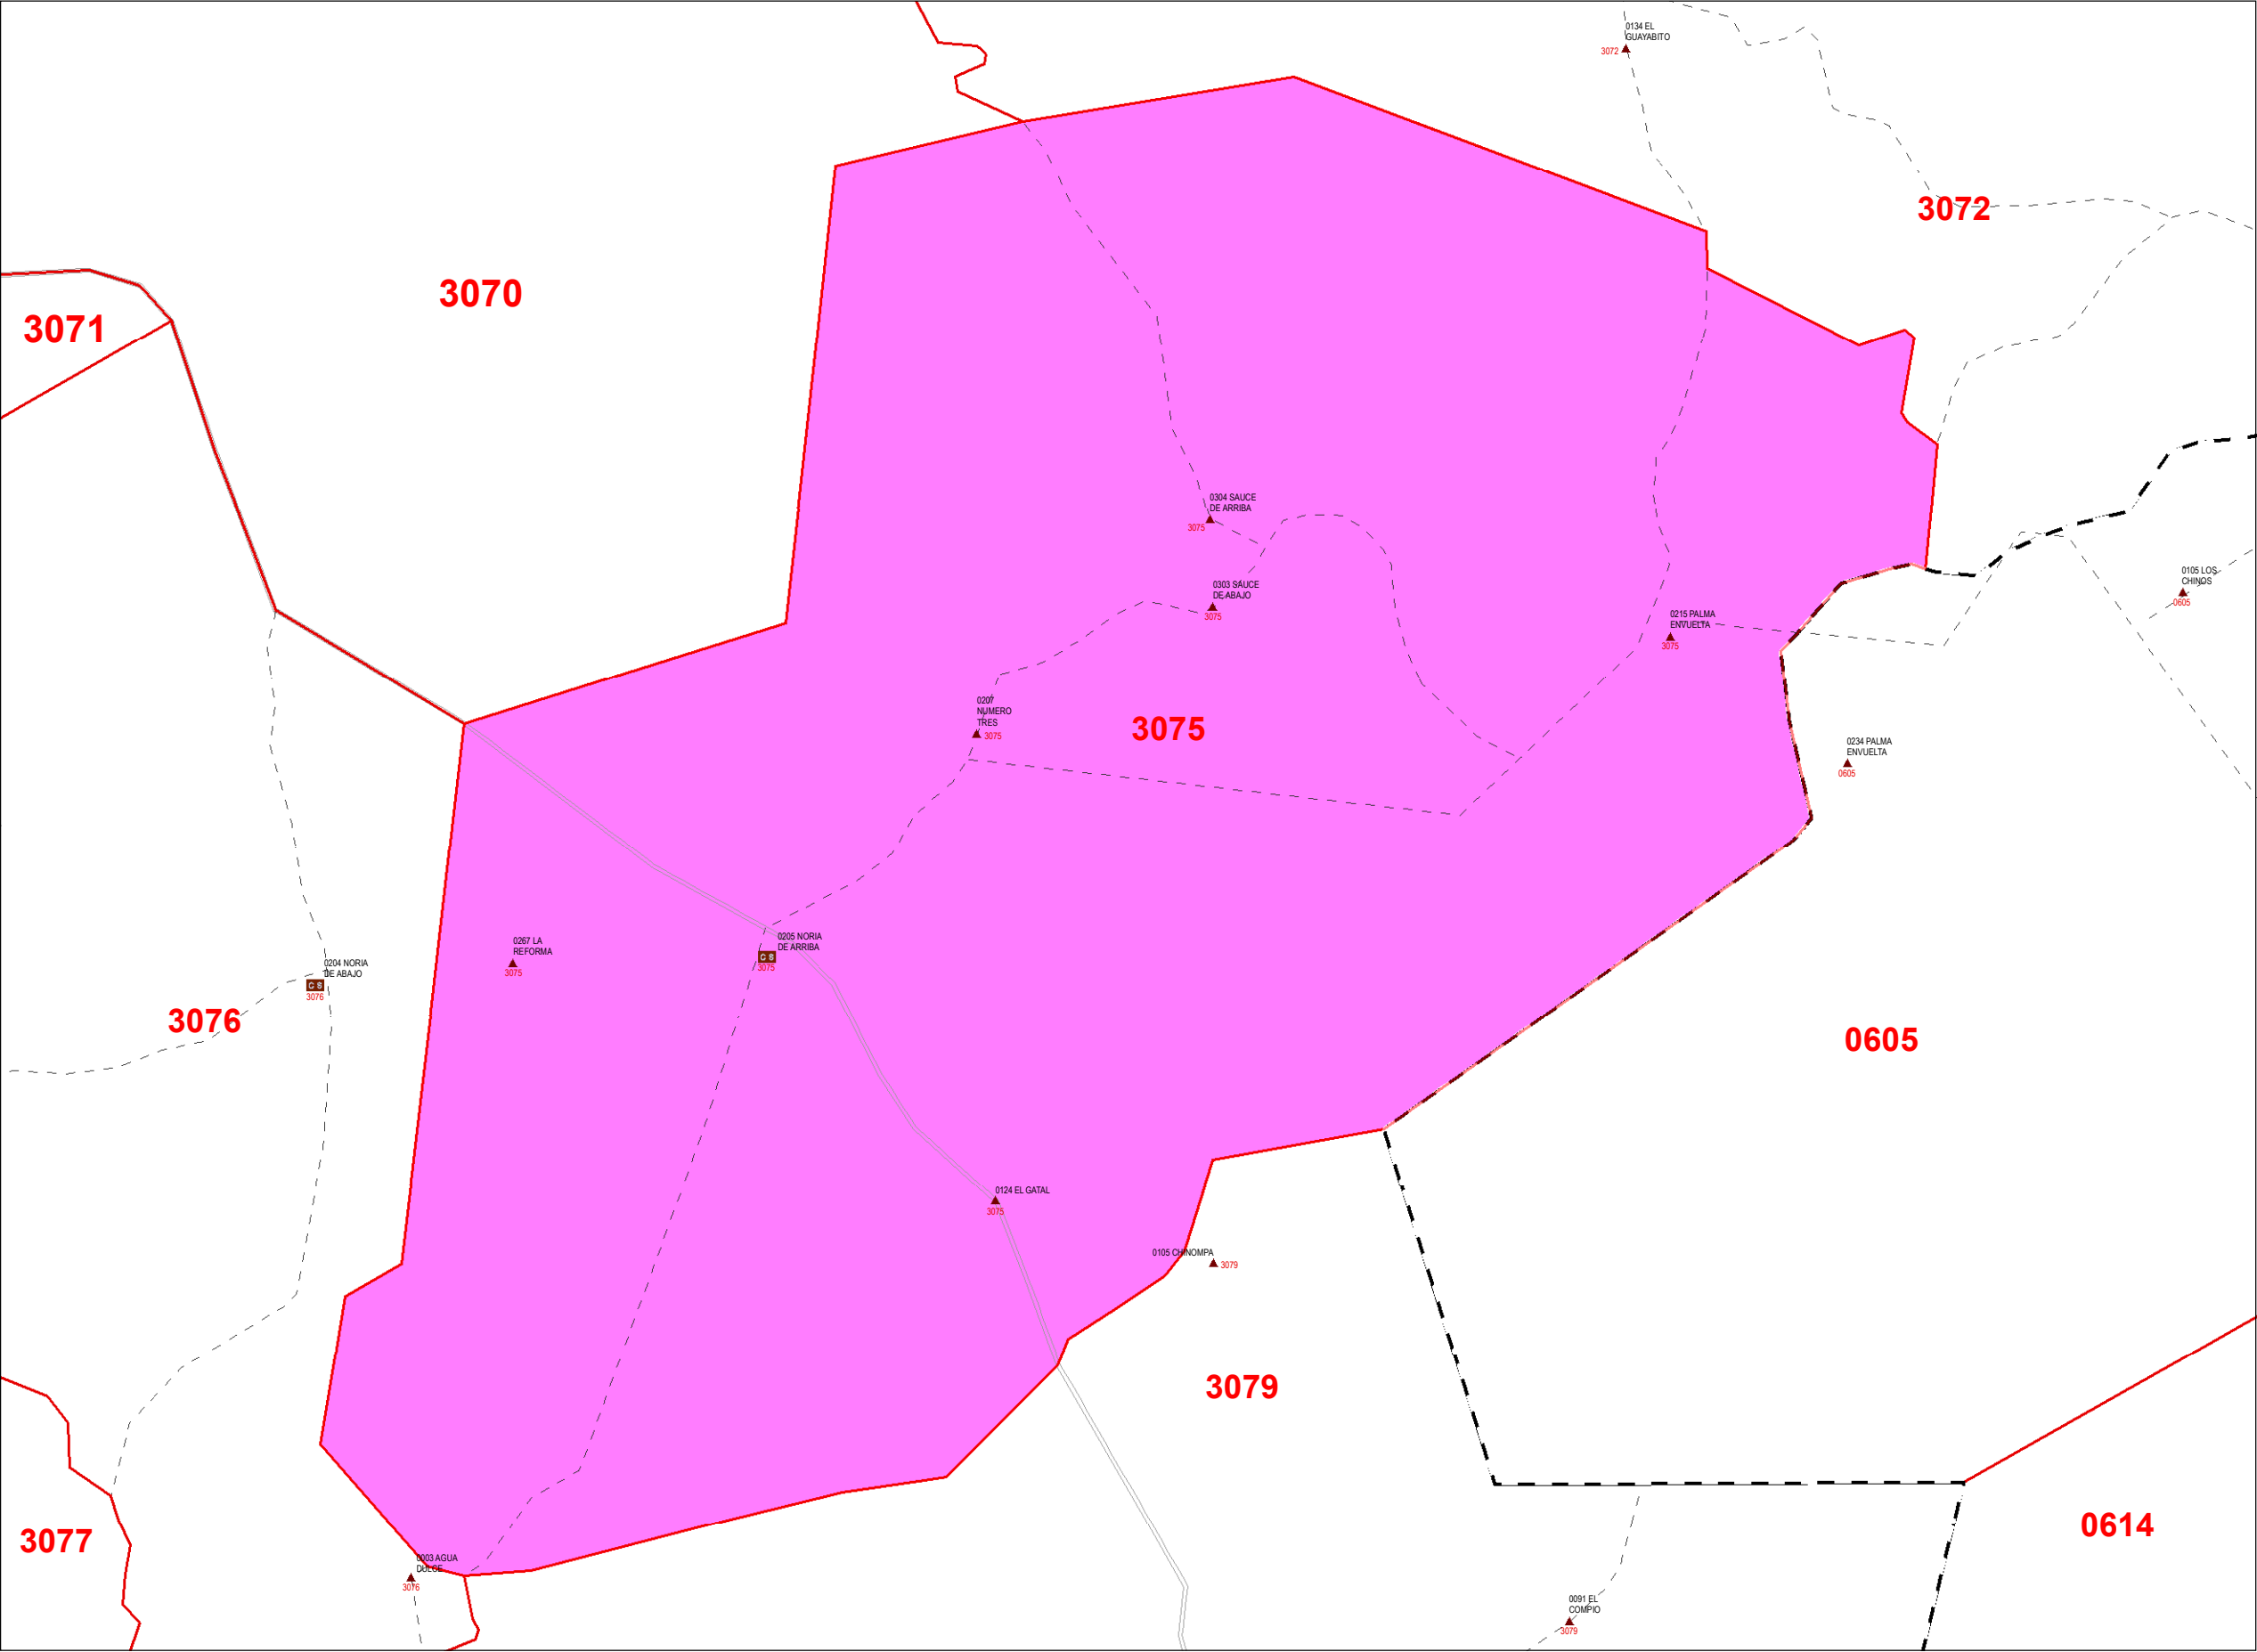 0134 EL
GUAYABITO
3072
3072
3070
3071
0304 SAUCE
DE ARRIBA
3075
0303 SAUCE
DE ABAJO
3075
0105 LOS
CHINOS
0605
0215 PALMA
ENVUELTA
3075
0207
NUMERO
TRES
3075
3075
0234 PALMA
ENVUELTA
0605
0267 LA
REFORMA
3075
0205 NORIA
DE ARRIBA
C S
3075
0204 NORIA
DE ABAJO
C S
3076
3076
0605
0124 EL GATAL
3075
0105 CHINOMPA
3079
3079
3077
0614
0003 AGUA
DULCE
3076
0091 EL
COMPIO
3079